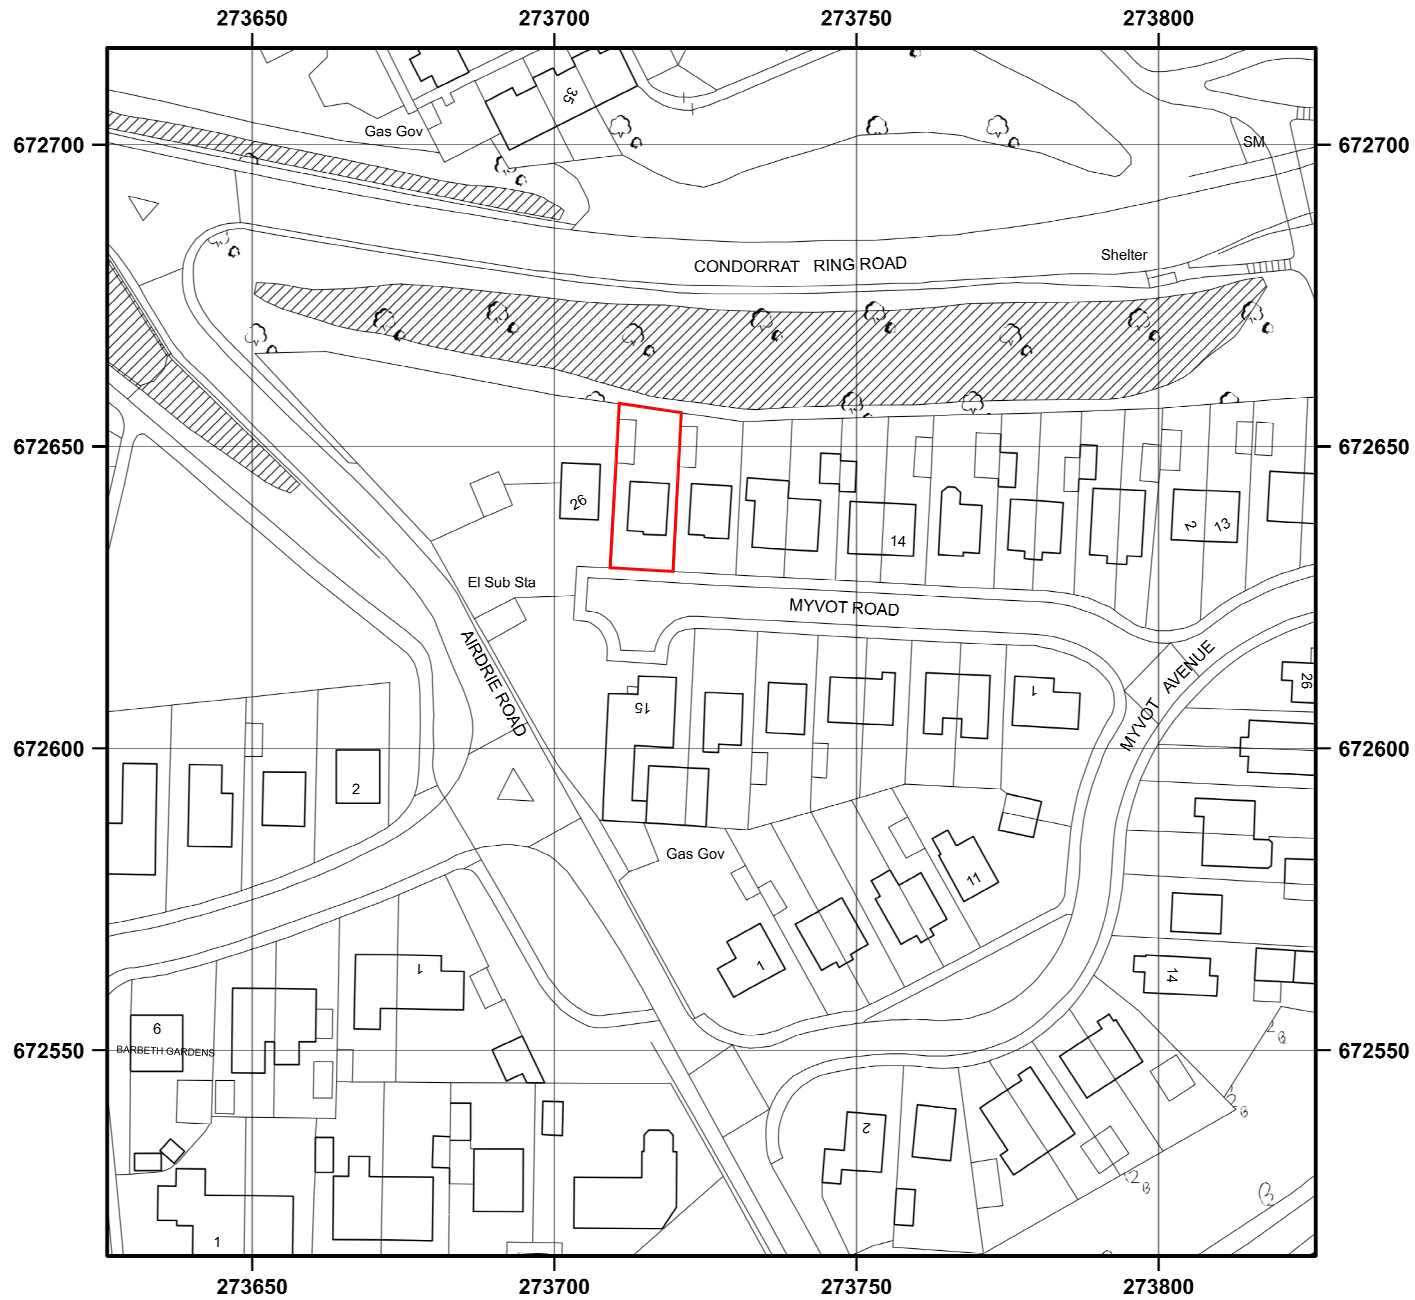 273650 273700 273750 273800
35
Gas Gov
672700 SM 672700
Shelter
CONDORRAT RING ROAD
672650 672650
26
14
2
13
El Sub Sta
MYVOT ROAD
AIRDRIE ROAD
MYVOT AVENUE
26
1
15
672600 672600
2
Gas Gov
11
1
1
14
6
672550 672550
BARBETH GARDENS
2
1
273650 273700 273750 273800